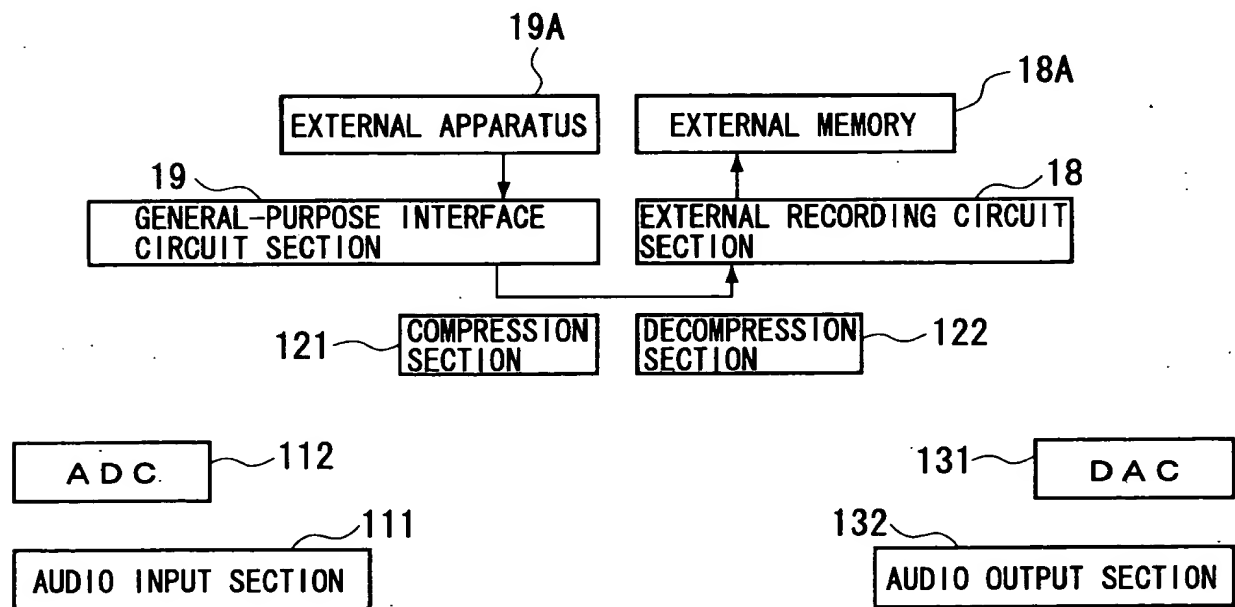 19A
18A
EXTERNAL APPARATUS
EXTERNAL MEMORY
19
18
GENERAL-PURPOSE INTERFACE
CIRCUIT SECTION
EXTERNAL RECORDING CIRCUIT
SECTION
121
COMPRESSION
SECTION
DECOMPRESSION
SECTION
122
ADC
112
131
DAC
111
132
AUDIO INPUT SECTION
AUDIO OUTPUT SECTION